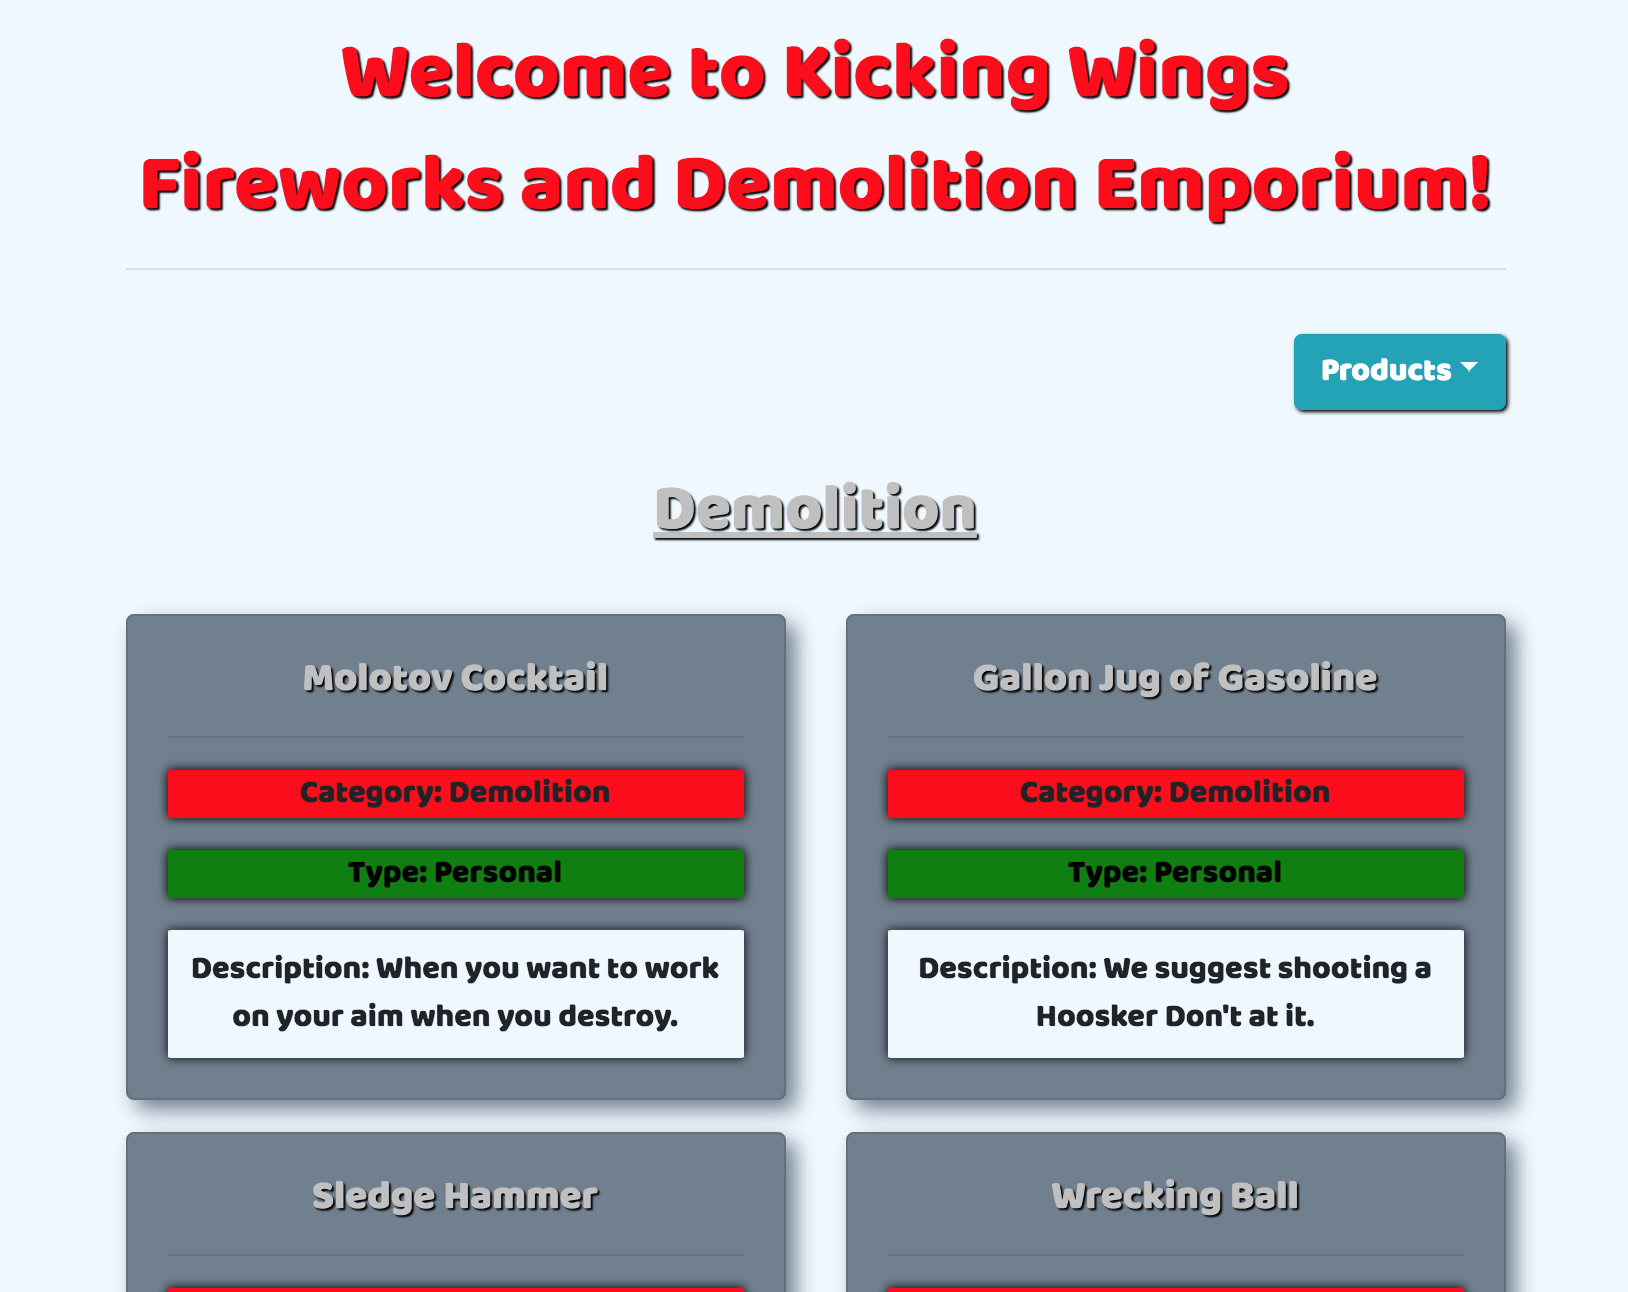 Welcome to Kicking Wings
Fireworks and Demolition Emporium!
Products
Demolition
Molotov Cocktail
Category: Demolition
Type: Personal
Description: When you want to work
on your aim when you destroy.
Gallon Jug of Gasoline
Category: Demolition
Type: Personal
Description: We suggest shooting a
Hoosker Don't at it.
Sledge Hammer
Wrecking Ball